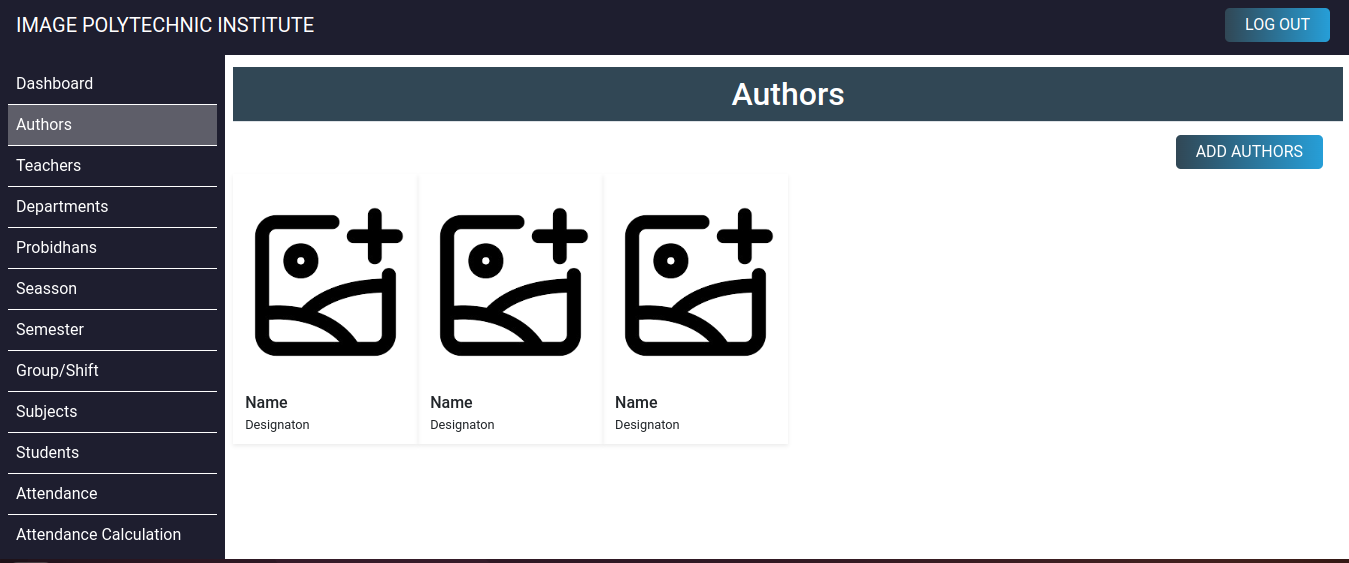 IMAGE POLYTECHNIC INSTITUTE
LOG OUT
Dashboard
Authors
Teachers
Departments
Probidhans
Seasson
Semester
Group/Shift
Subjects
Students
Attendance
Attendance Calculation
Authors
ADD AUTHORS
Name
Designaton
Name
Designaton
Name
Designaton